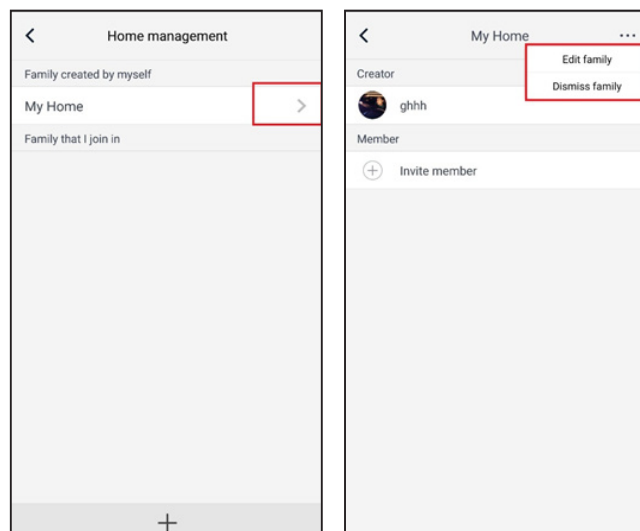 Home management
Family created by myself
My Home
Family that I join in
My Home
Edit family
Dismiss family
Creator
ghhh
Member
Invite member